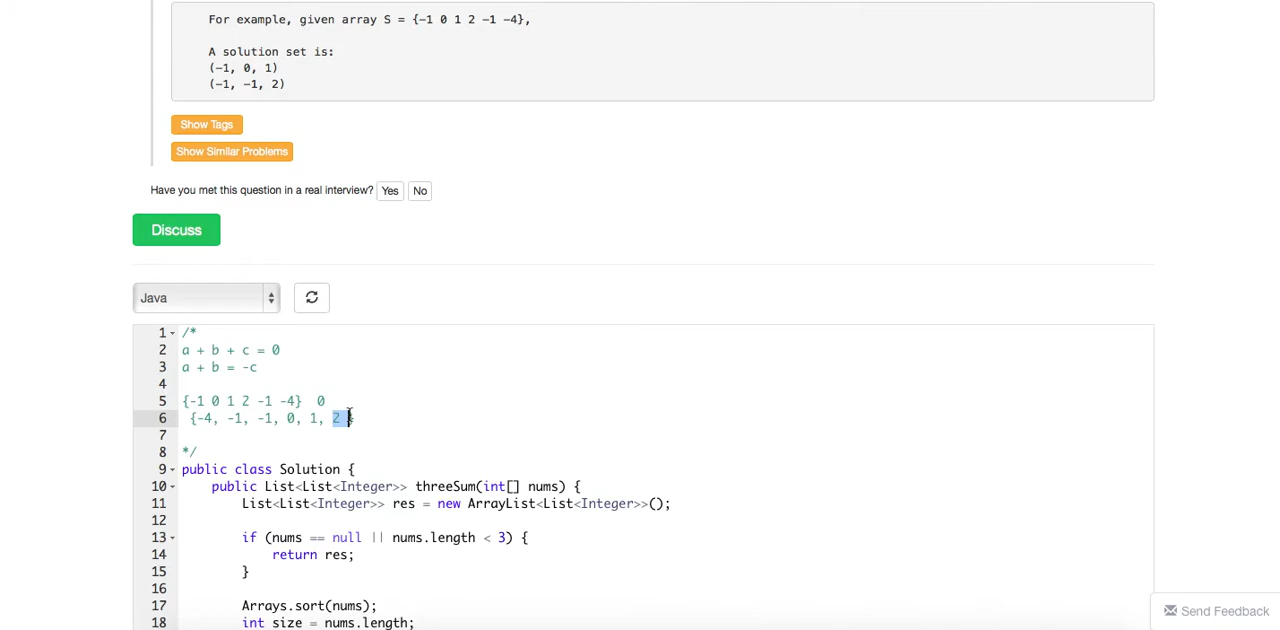 For example, given array S = {-1 0 1 2 -1 -4},
A solution set is:
(-1, 0, 1)
(-1, -1, 2)
Show Tags
Show Similar Problems
Have you met this question in a real interview? Yes No
Discuss
Java
1 /*
2 a + b + c = 0
3 a + b = -c
4
5 {-1 0 1 2 -1 -4} 0
6 {-4, -1, -1, 0, 1, 2 }
7
8 */
9 public class Solution {
10 public List<List<Integer>> threeSum(int[] nums) {
11 List<List<Integer>> res = new ArrayList<List<Integer>>();
12
13 if (nums == null || nums.length < 3) {
14 return res;
15 }
16
17 Arrays.sort(nums);
18 int size = nums.length;
Send Feedback